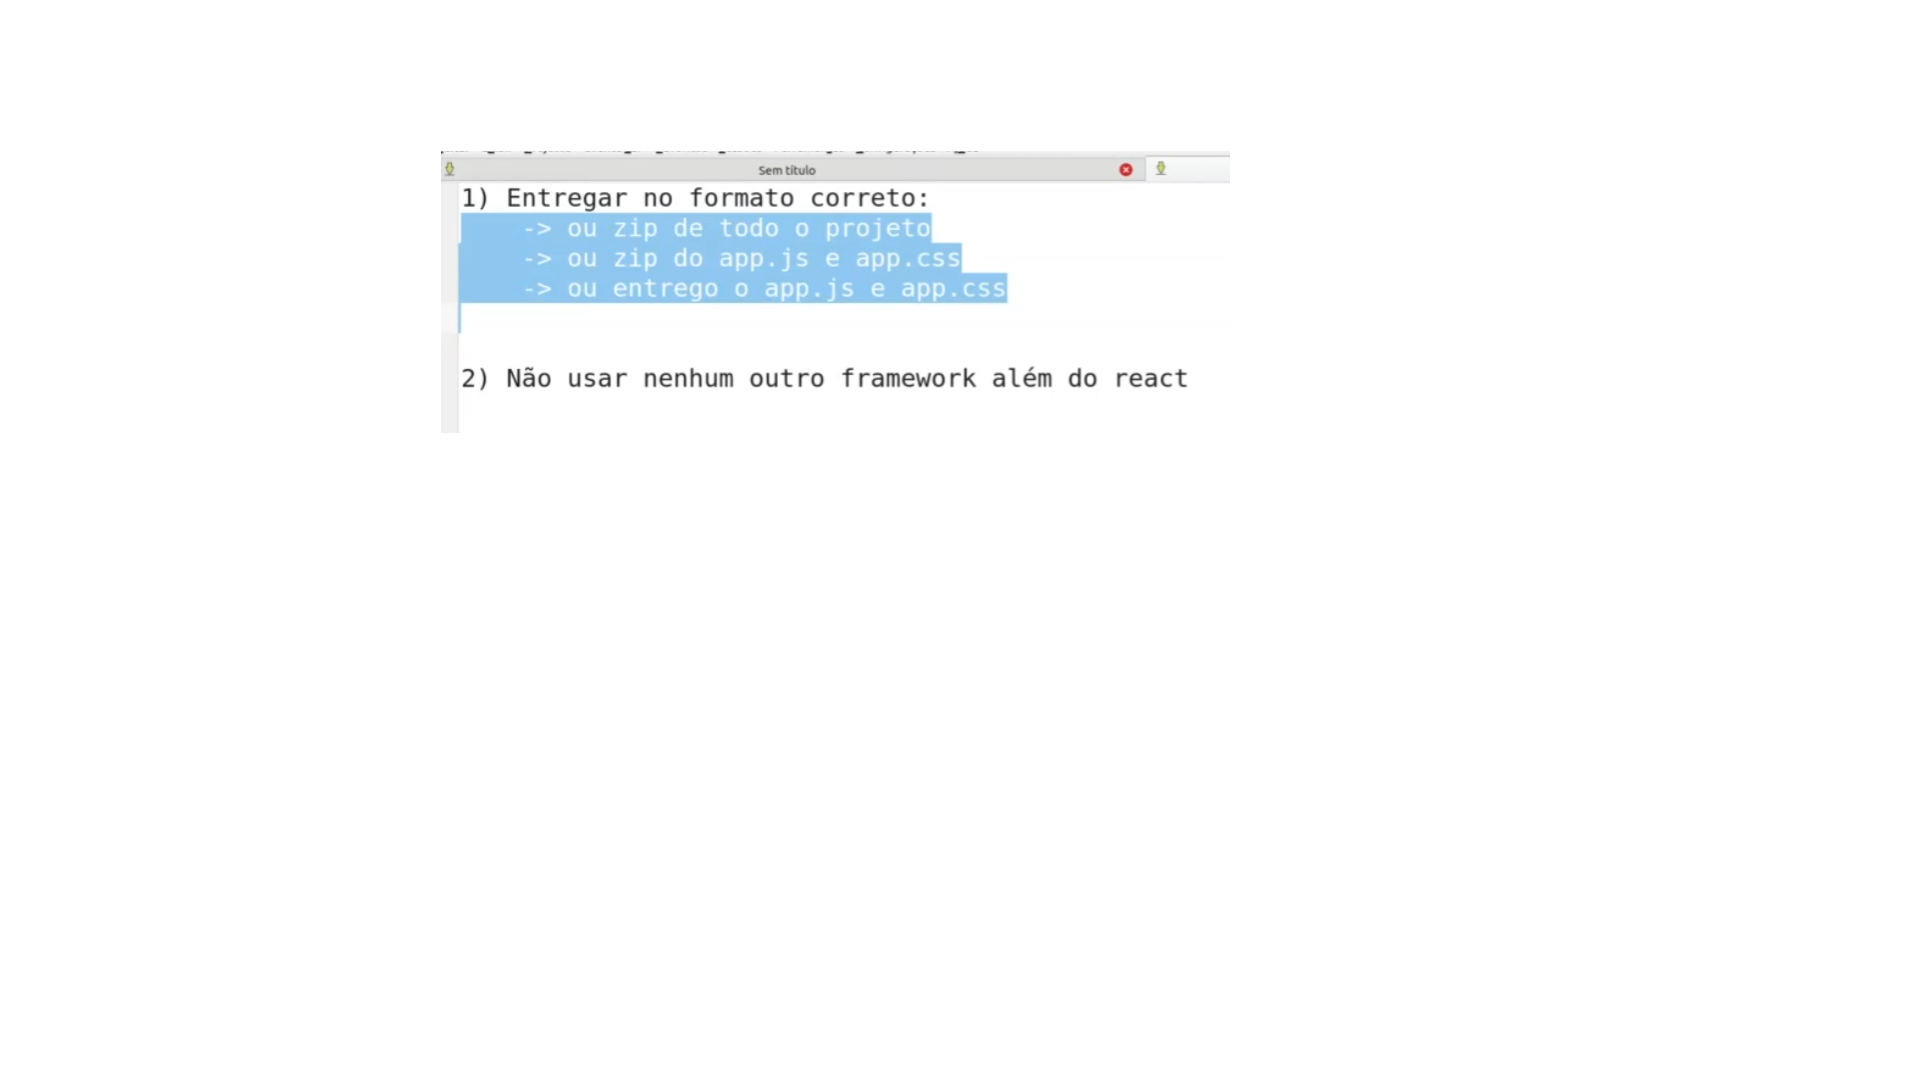 Sem título
1) Entregar no formato correto:
-> ou zip de todo o projeto
-> ou zip do app.js e app.css
-> ou entrego o app.js e app.css
2) Não usar nenhum outro framework além do react